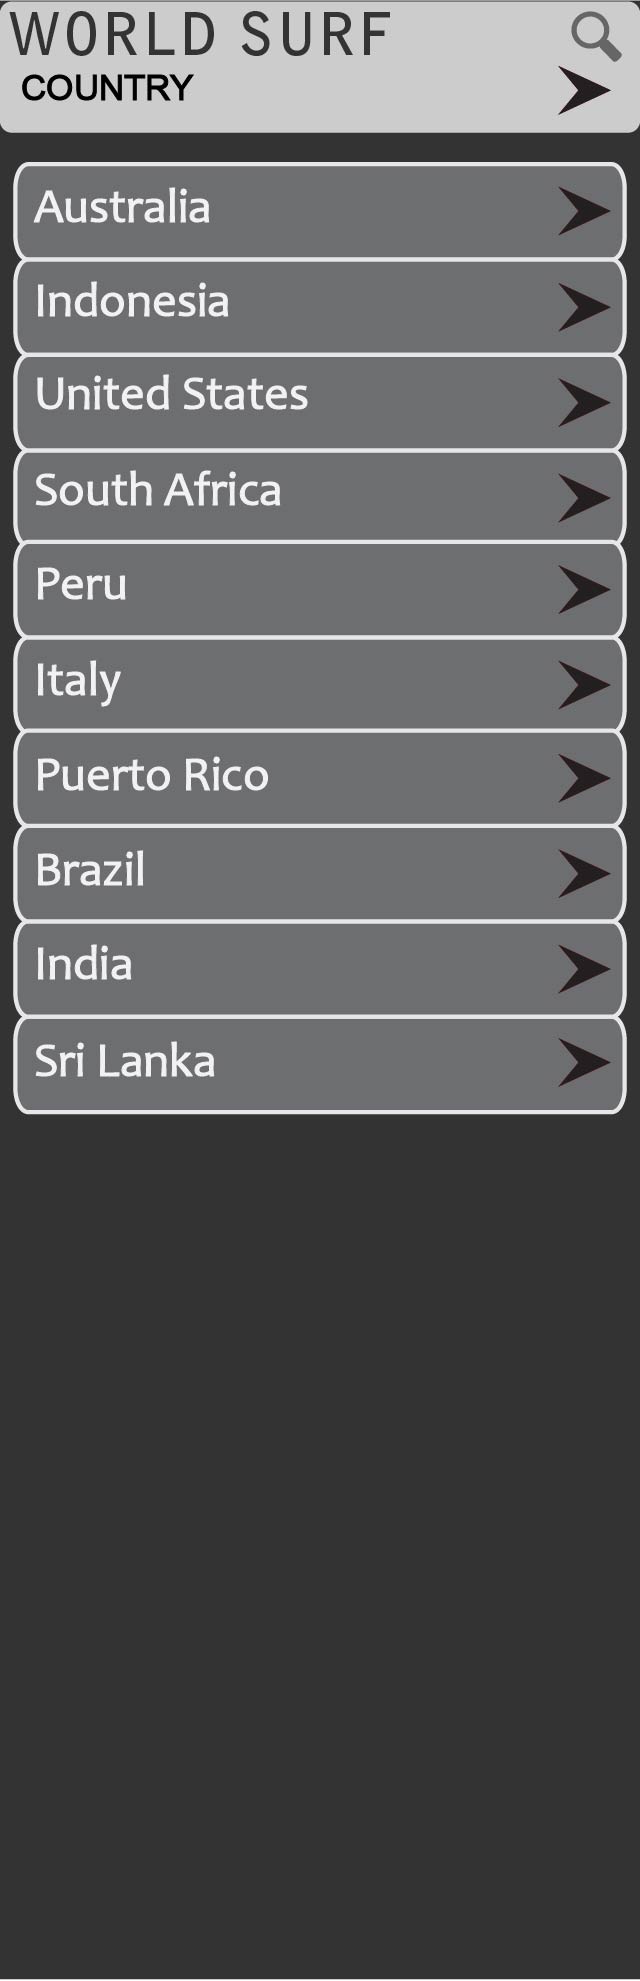 WORLD SURF
COUNTRY
Australia
Indonesia
United States
South Africa
Peru
Italy
Puerto Rico
Brazil
India
Sri Lanka